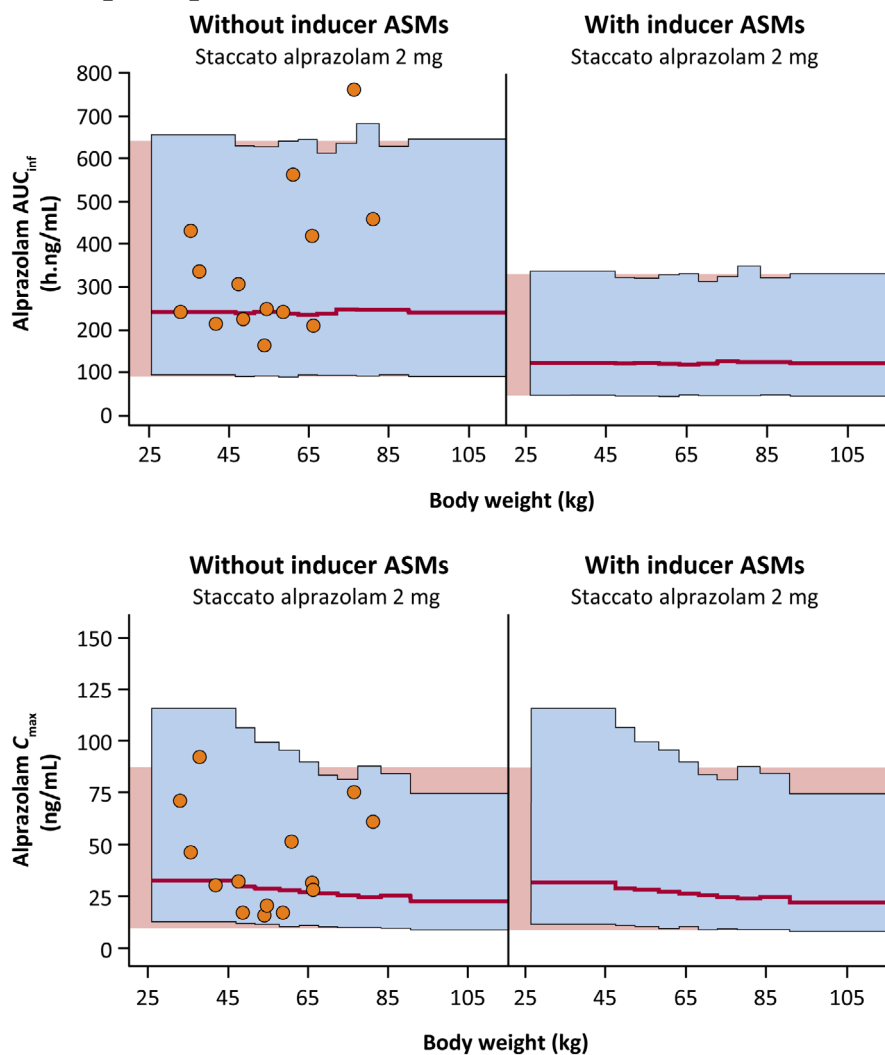 Without inducer ASMs
Staccato alprazolam 2 mg
With inducer ASMs
Staccato alprazolam 2 mg
Alprazolam AUCinf
(h.ng/mL)
800
700
600
500
400
300
200
100
0
25 45 65 85 105
25 45 65 85 105
Body weight (kg)
Without inducer ASMs
Staccato alprazolam 2 mg
With inducer ASMs
Staccato alprazolam 2 mg
Alprazolam Cmax
(ng/mL)
150
125
100
75
50
25
0
25 45 65 85 105
25 45 65 85 105
Body weight (kg)